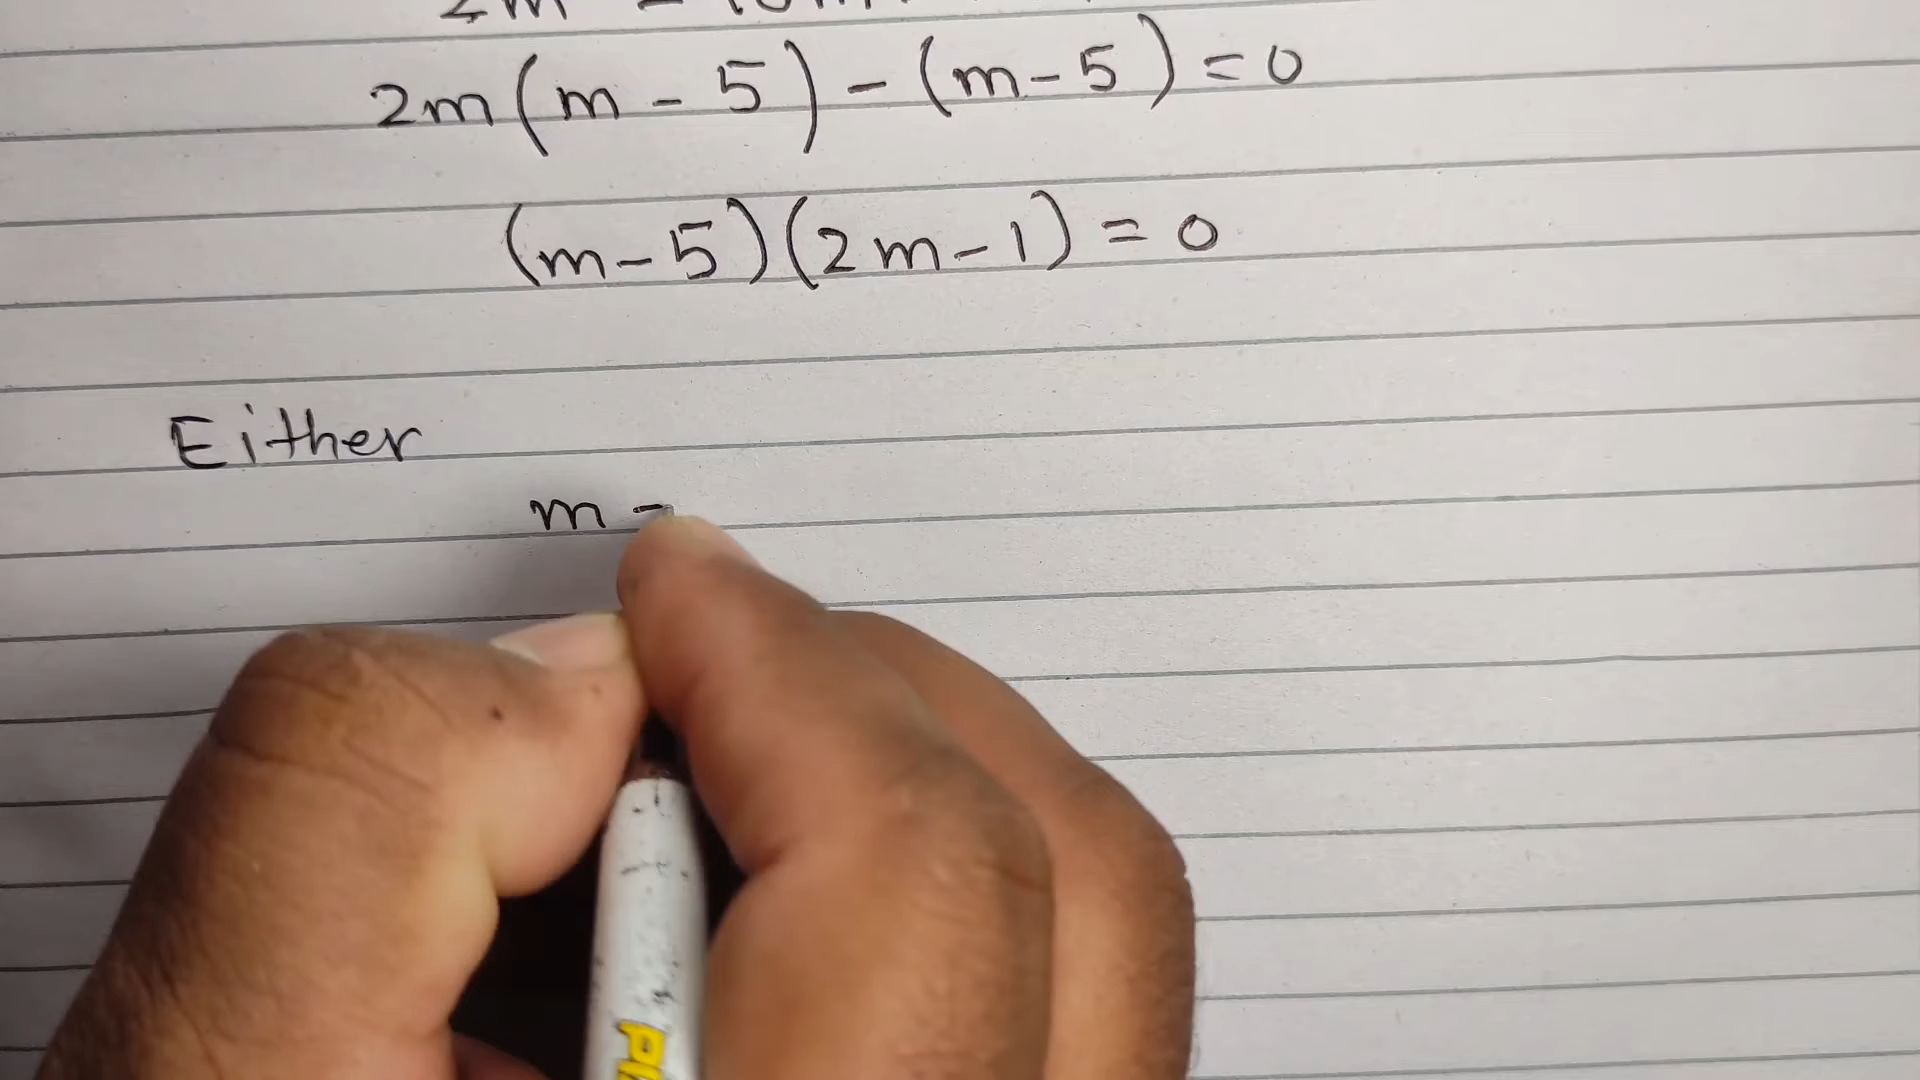 2m(m - 5) - (m - 5) = 0
(m - 5)(2m - 1) = 0
Either
m -